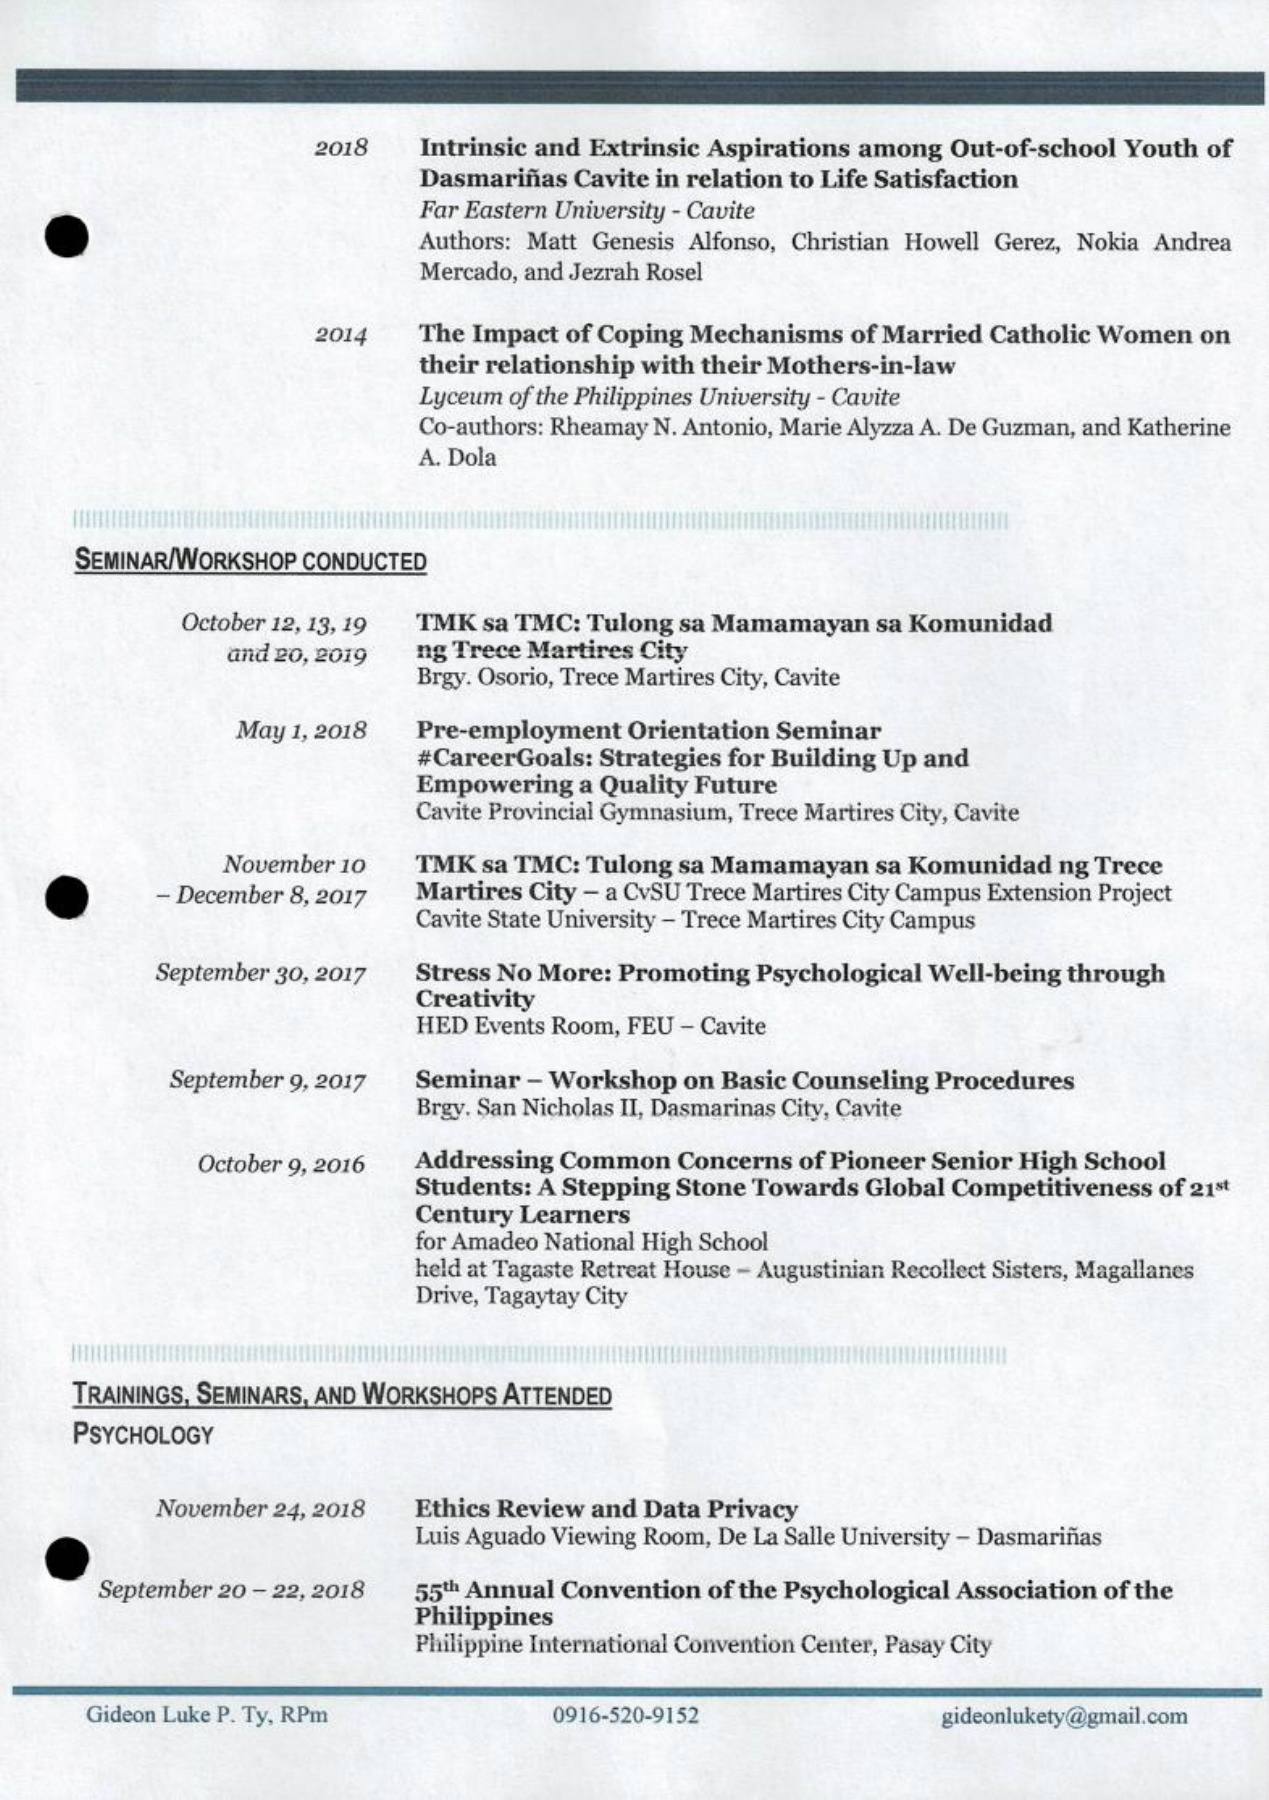 2018
Intrinsic and Extrinsic Aspirations among Out-of-school Youth of
Dasmariñas Cavite in relation to Life Satisfaction
Far Eastern University - Cavite
Authors: Matt Genesis Alfonso, Christian Howell Gerez, Nokia Andrea
Mercado, and Jezrah Rosel
2014
The Impact of Coping Mechanisms of Married Catholic Women on
their relationship with their Mothers-in-law
Lyceum of the Philippines University - Cavite
Co-authors: Rheamay N. Antonio, Marie Alyzza A. De Guzman, and Katherine
A. Dola
SEMINAR/WORKSHOP CONDUCTED
October 12, 13, 19
and 20, 2019
TMK sa TMC: Tulong sa Mamamayan sa Komunidad
ng Trece Martires City
Brgy. Osorio, Trece Martires City, Cavite
May 1, 2018
Pre-employment Orientation Seminar
#CareerGoals: Strategies for Building Up and
Empowering a Quality Future
Cavite Provincial Gymnasium, Trece Martires City, Cavite
November 10
– December 8, 2017
TMK sa TMC: Tulong sa Mamamayan sa Komunidad ng Trece
Martires City – a CvSU Trece Martires City Campus Extension Project
Cavite State University – Trece Martires City Campus
September 30, 2017
Stress No More: Promoting Psychological Well-being through
Creativity
HED Events Room, FEU – Cavite
September 9, 2017
Seminar – Workshop on Basic Counseling Procedures
Brgy. San Nicholas II, Dasmarinas City, Cavite
October 9, 2016
Addressing Common Concerns of Pioneer Senior High School
Students: A Stepping Stone Towards Global Competitiveness of 21st
Century Learners
for Amadeo National High School
held at Tagaste Retreat House – Augustinian Recollect Sisters, Magallanes
Drive, Tagaytay City
TRAININGS, SEMINARS, AND WORKSHOPS ATTENDED
PSYCHOLOGY
November 24, 2018
Ethics Review and Data Privacy
Luis Aguado Viewing Room, De La Salle University – Dasmariñas
September 20 – 22, 2018
55th Annual Convention of the Psychological Association of the
Philippines
Philippine International Convention Center, Pasay City
Gideon Luke P. Ty, RPm
0916-520-9152
gideonlukety@gmail.com